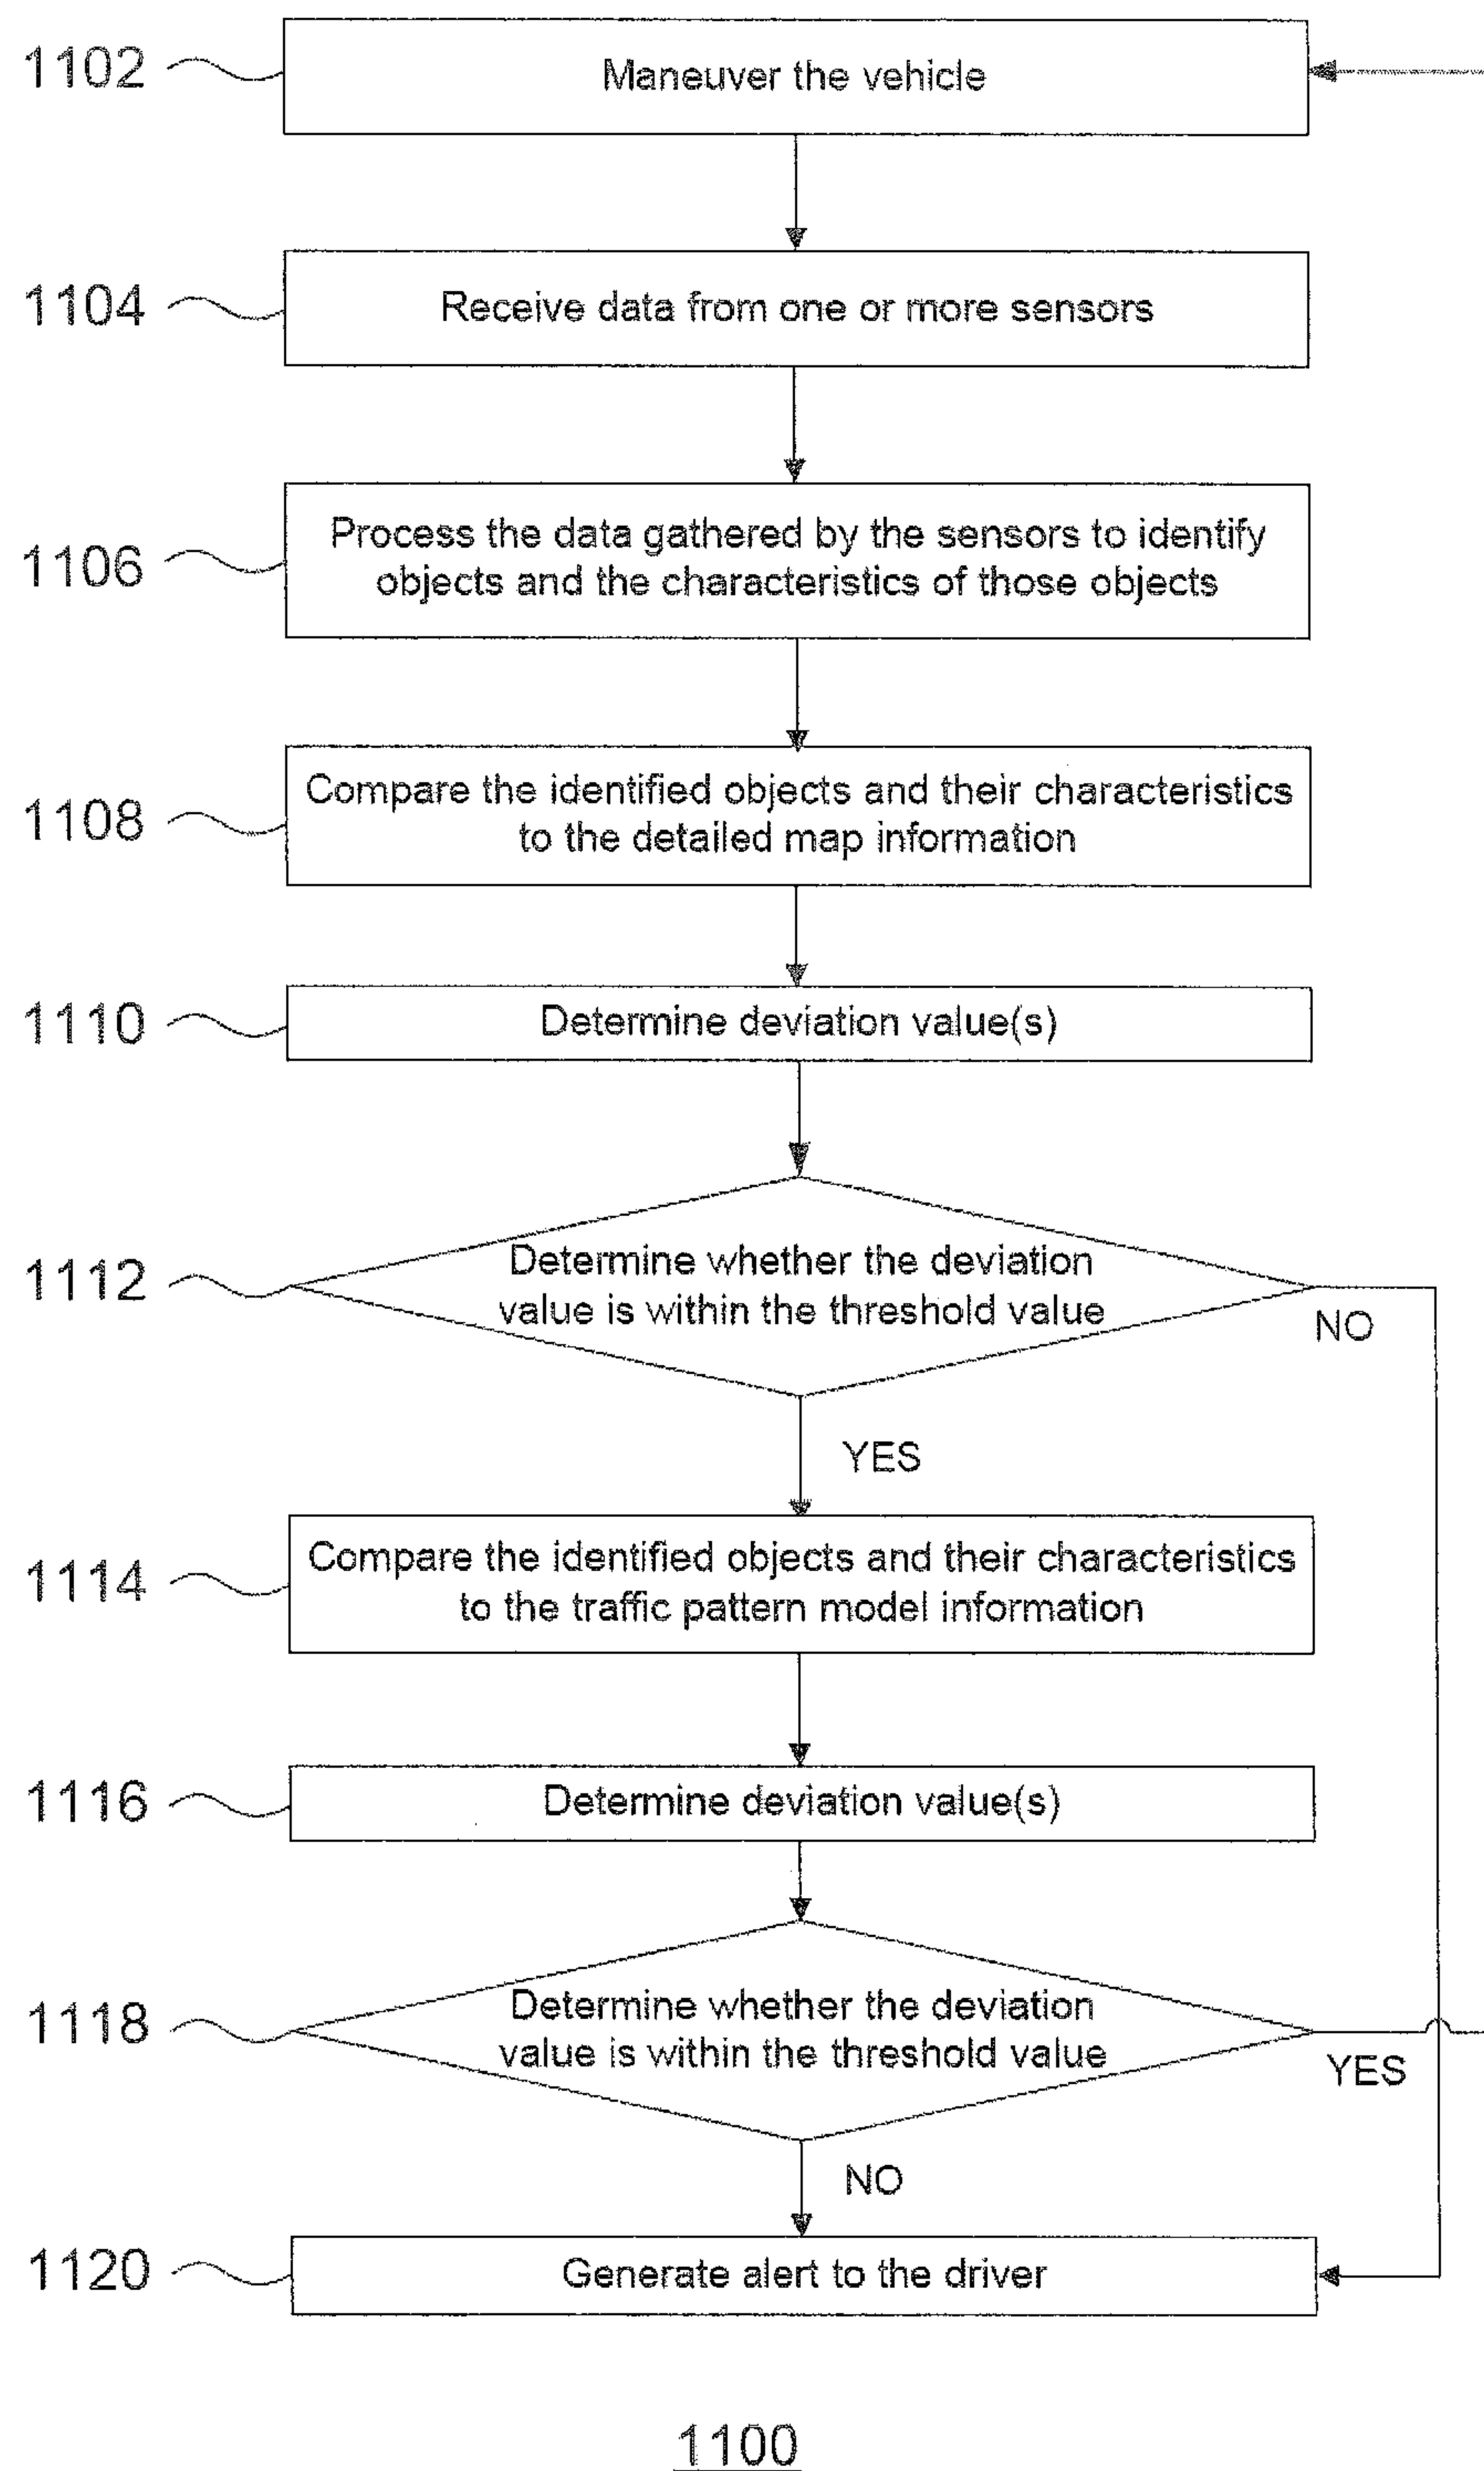 1102
Maneuver the vehicle
1104
Receive data from one or more sensors
1106
Process the data gathered by the sensors to identify
objects and the characteristics of those objects
1108
Compare the identified objects and their characteristics
to the detailed map information
1110
Determine deviation value(s)
1112
Determine whether the deviation
value is within the threshold value
NO
YES
1114
Compare the identified objects and their characteristics
to the traffic pattern model information
1116
Determine deviation value(s)
1118
Determine whether the deviation
value is within the threshold value
YES
NO
1120
Generate alert to the driver
1100